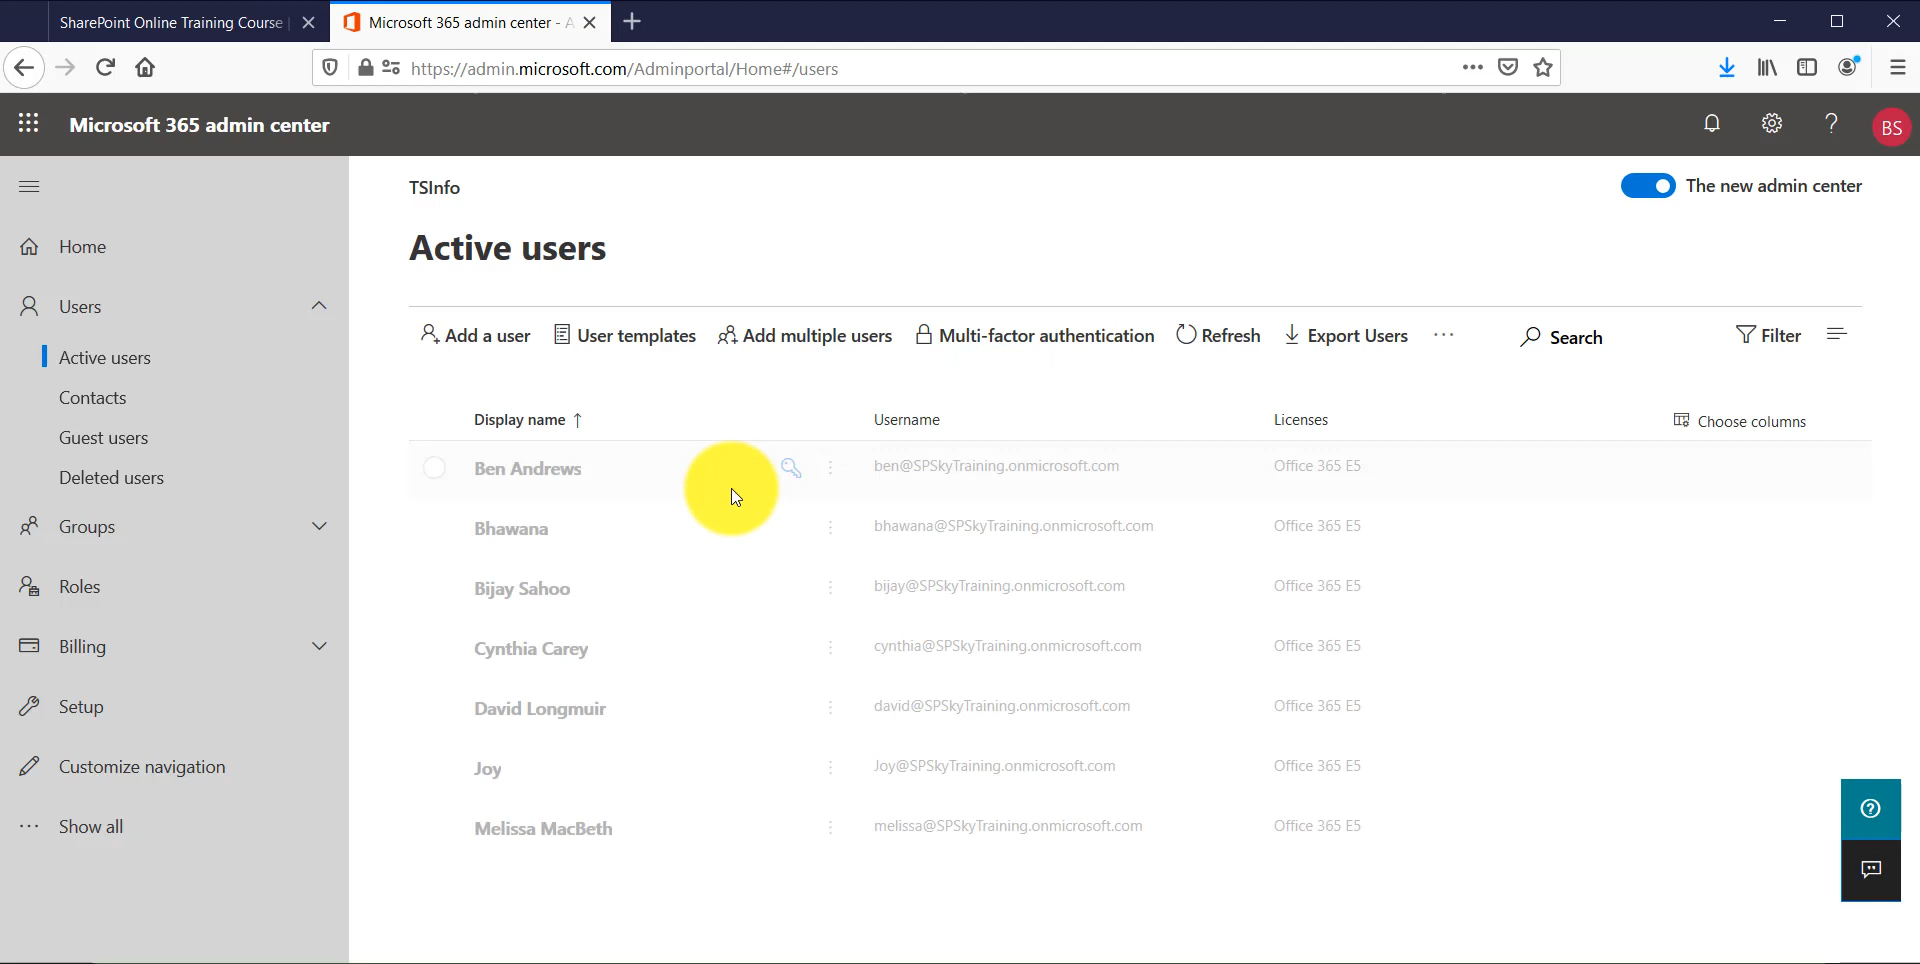 SharePoint Online Training Course
Microsoft 365 admin center - A
https://admin.microsoft.com/Adminportal/Home#/users
Microsoft 365 admin center
BS
TSInfo
The new admin center
Home
Active users
Users
Add a user
User templates
Add multiple users
Multi-factor authentication
Refresh
Export Users
Search
Filter
Active users
Contacts
Guest users
Deleted users
Groups
Roles
Billing
Setup
Customize navigation
Show all
Display name ↑
Username
Licenses
Choose columns
Ben Andrews
ben@SPSkyTraining.onmicrosoft.com
Office 365 E5
Bhawana
bhawana@SPSkyTraining.onmicrosoft.com
Office 365 E5
Bijay Sahoo
bijay@SPSkyTraining.onmicrosoft.com
Office 365 E5
Cynthia Carey
cynthia@SPSkyTraining.onmicrosoft.com
Office 365 E5
David Longmuir
david@SPSkyTraining.onmicrosoft.com
Office 365 E5
Joy
Joy@SPSkyTraining.onmicrosoft.com
Office 365 E5
Melissa MacBeth
melissa@SPSkyTraining.onmicrosoft.com
Office 365 E5